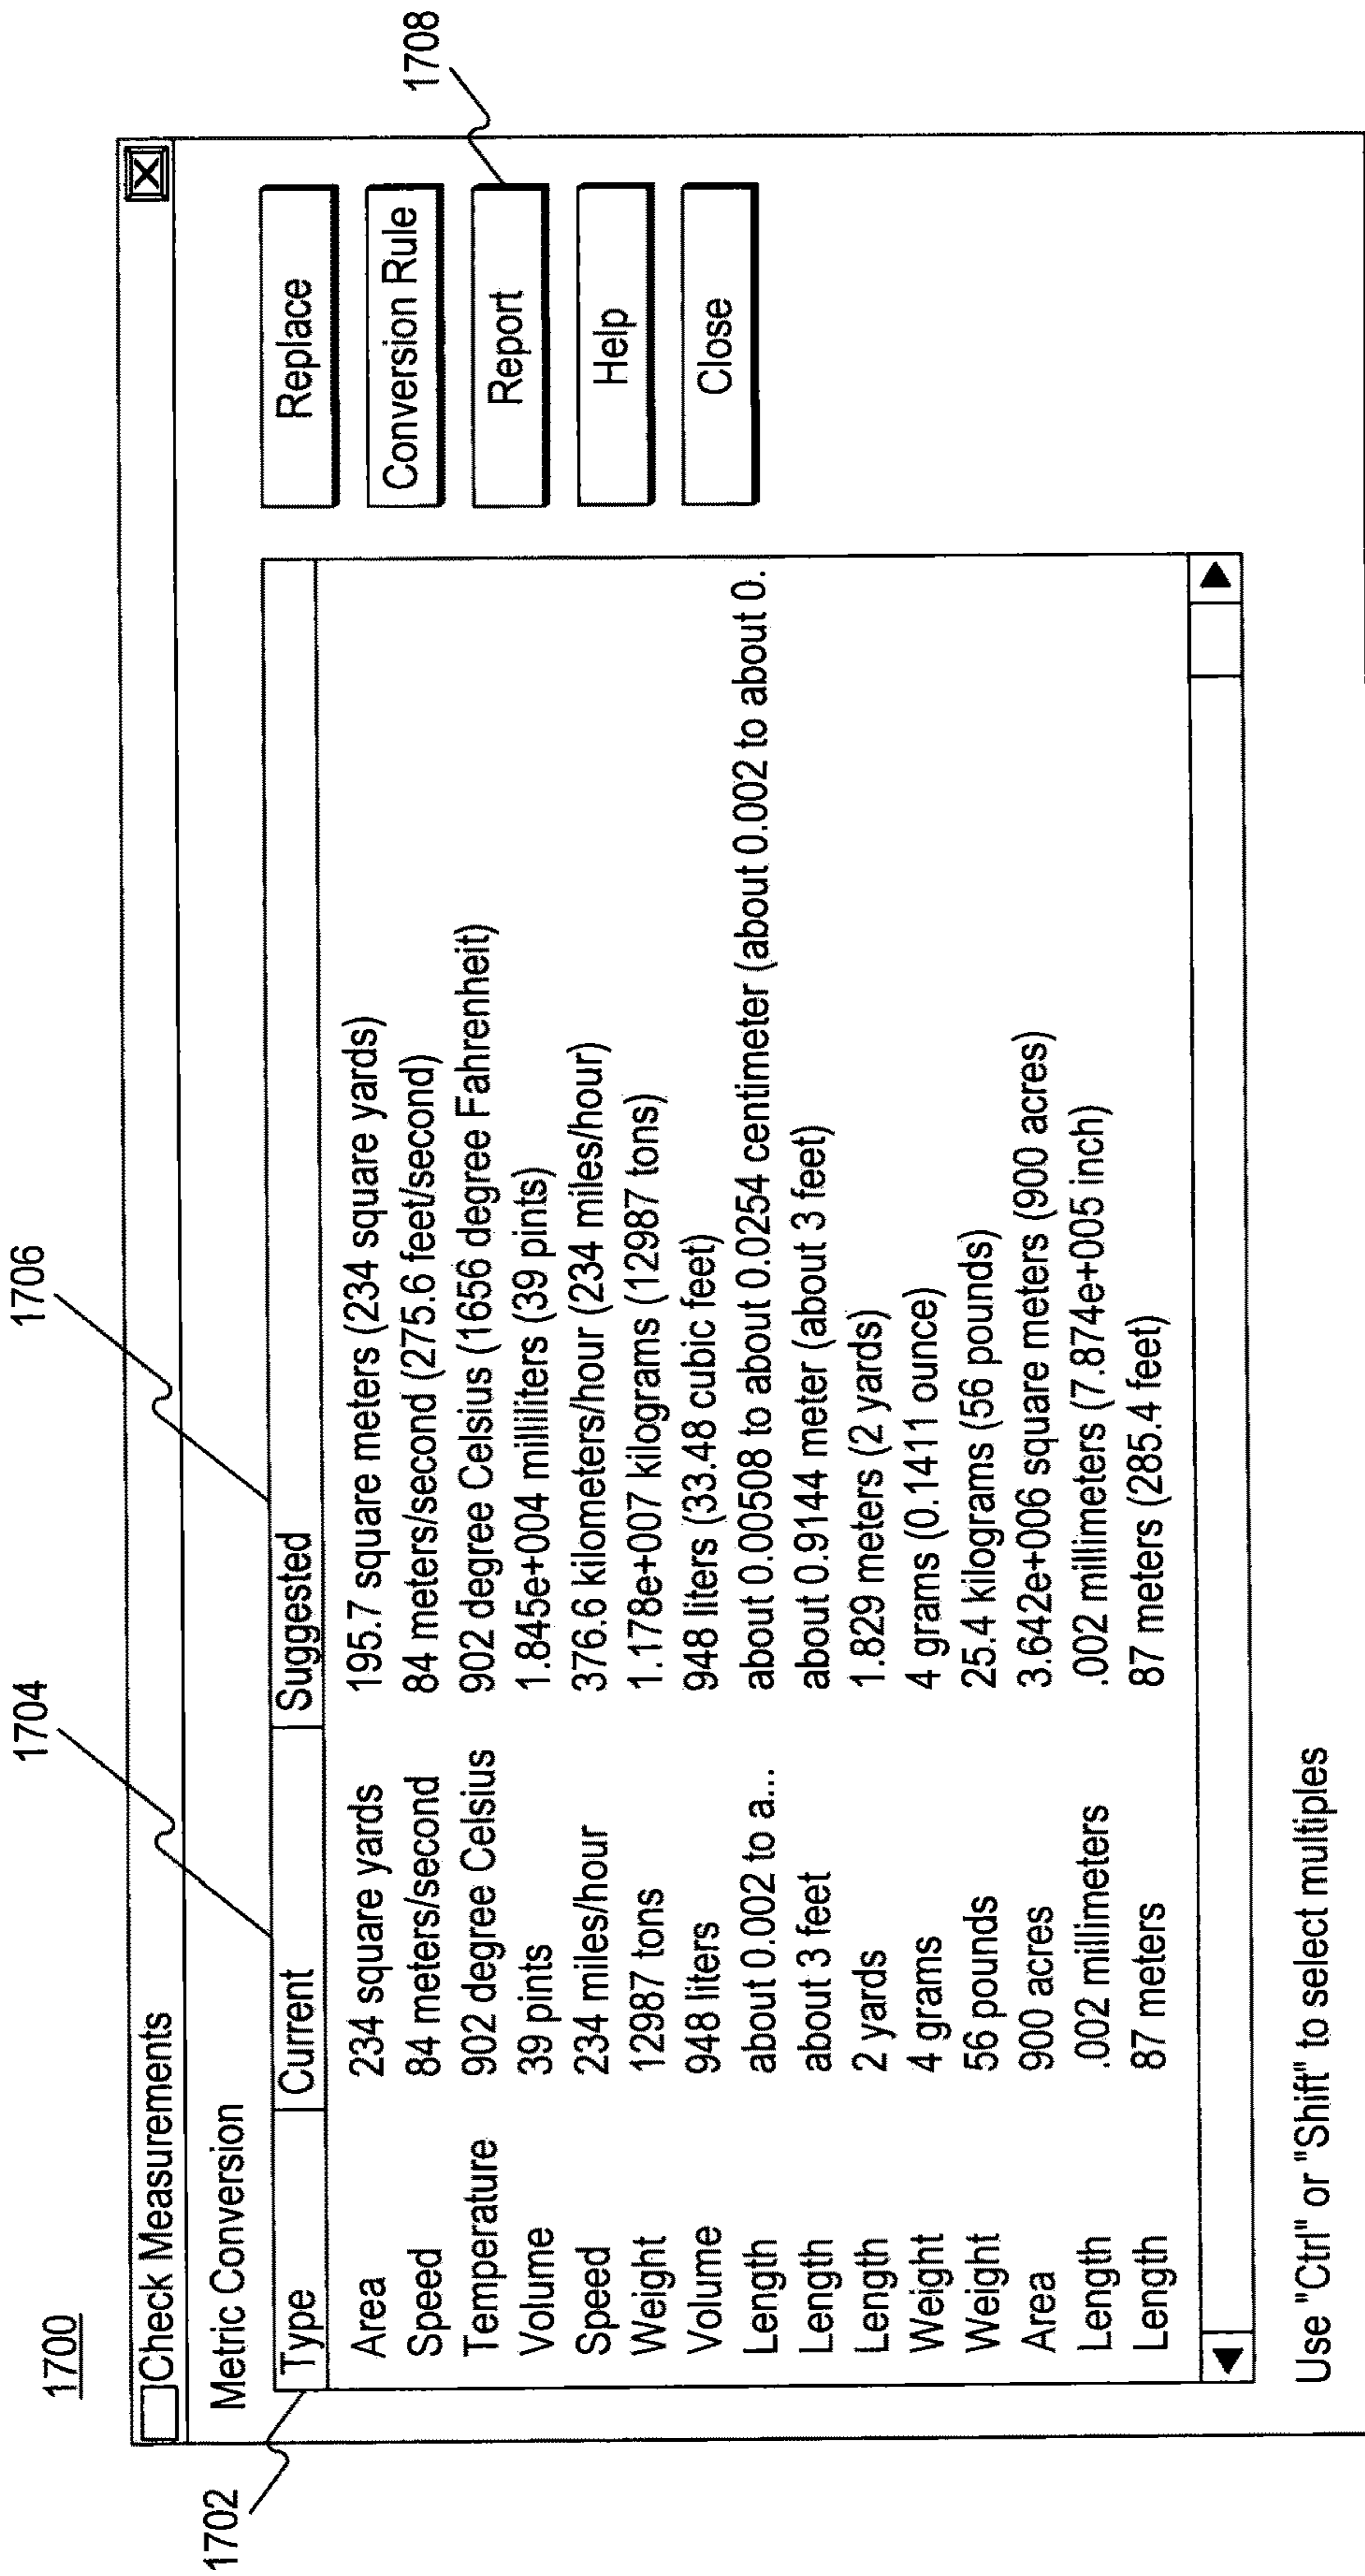 1700
1704
1706
Check Measurements
Metric Conversion
1702
Type Current Suggested
Area 234 square yards 195.7 square meters (234 square yards)
Speed 84 meters/second 84 meters/second (275.6 feet/second)
Temperature 902 degree Celsius 902 degree Celsius (1656 degree Fahrenheit)
Volume 39 pints 1.845e+004 milliliters (39 pints)
Speed 234 miles/hour 376.6 kilometers/hour (234 miles/hour)
Weight 12987 tons 1.178e+007 kilograms (12987 tons)
Volume 948 liters 948 liters (33.48 cubic feet)
Length about 0.002 to a... about 0.00508 to about 0.0254 centimeter (about 0.002 to about 0.
Length about 3 feet about 0.9144 meter (about 3 feet)
Length 2 yards 1.829 meters (2 yards)
Weight 4 grams 4 grams (0.1411 ounce)
Weight 56 pounds 25.4 kilograms (56 pounds)
Area 900 acres 3.642e+006 square meters (900 acres)
Length .002 millimeters .002 millimeters (7.874e+005 inch)
Length 87 meters 87 meters (285.4 feet)
Replace
Conversion Rule
Report
1708
Help
Close
Use "Ctrl" or "Shift" to select multiples